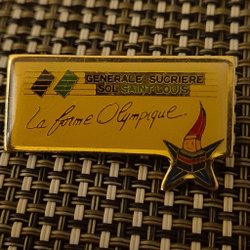 GENERALE SUCRIERE
SOL SAINT LOUIS
La forme Olympique